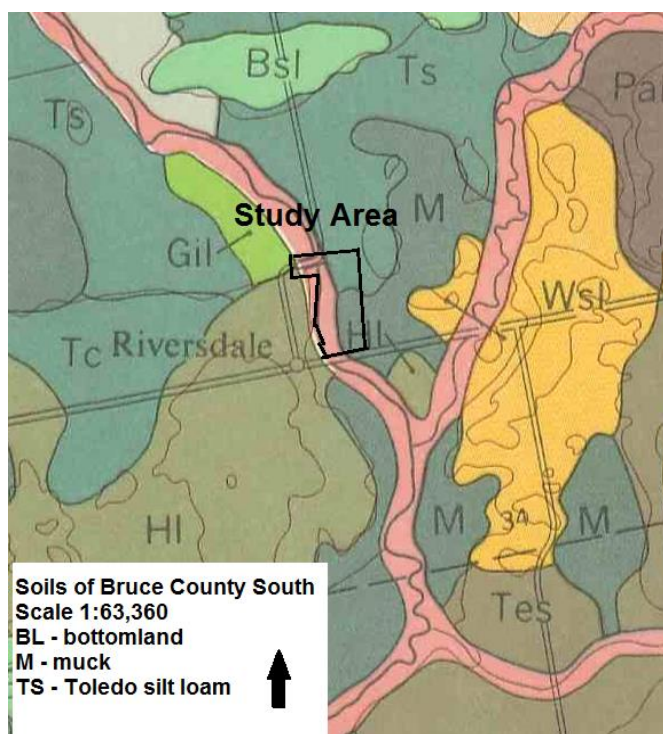 Bsl
Ts
Ts
Pa
M
Study Area
Gil
Wsl
Hl
Tc Riversdale
Hl
M
M
Tes
Soils of Bruce County South
Scale 1:63,360
BL - bottomland
M - muck
TS - Toledo silt loam